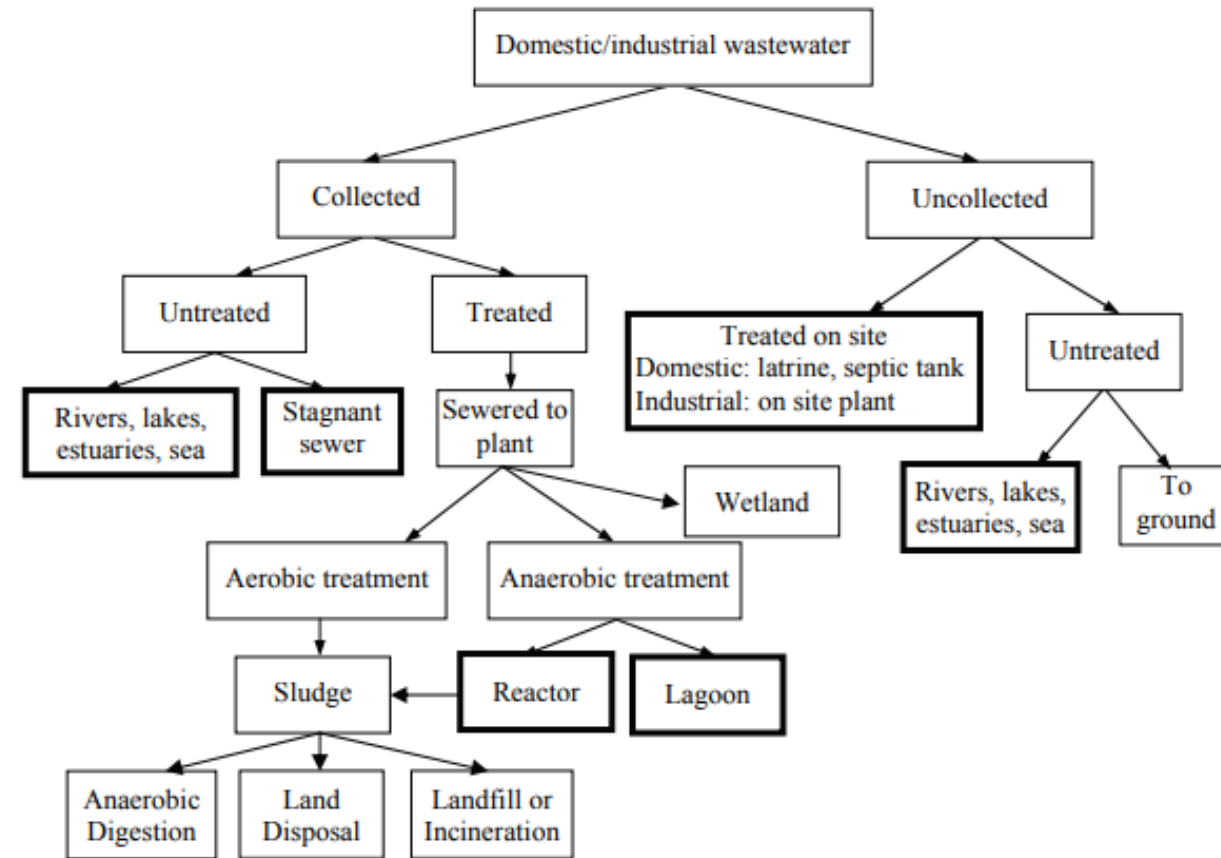 Domestic/industrial wastewater
Collected
Uncollected
Untreated
Treated
Treated on site
Domestic: latrine, septic tank
Industrial: on site plant
Untreated
Rivers, lakes,
estuaries, sea
Stagnant
sewer
Sewered to
plant
Wetland
Rivers, lakes,
estuaries, sea
To
ground
Aerobic treatment
Anaerobic treatment
Sludge
Reactor
Lagoon
Anaerobic
Digestion
Land
Disposal
Landfill or
Incineration